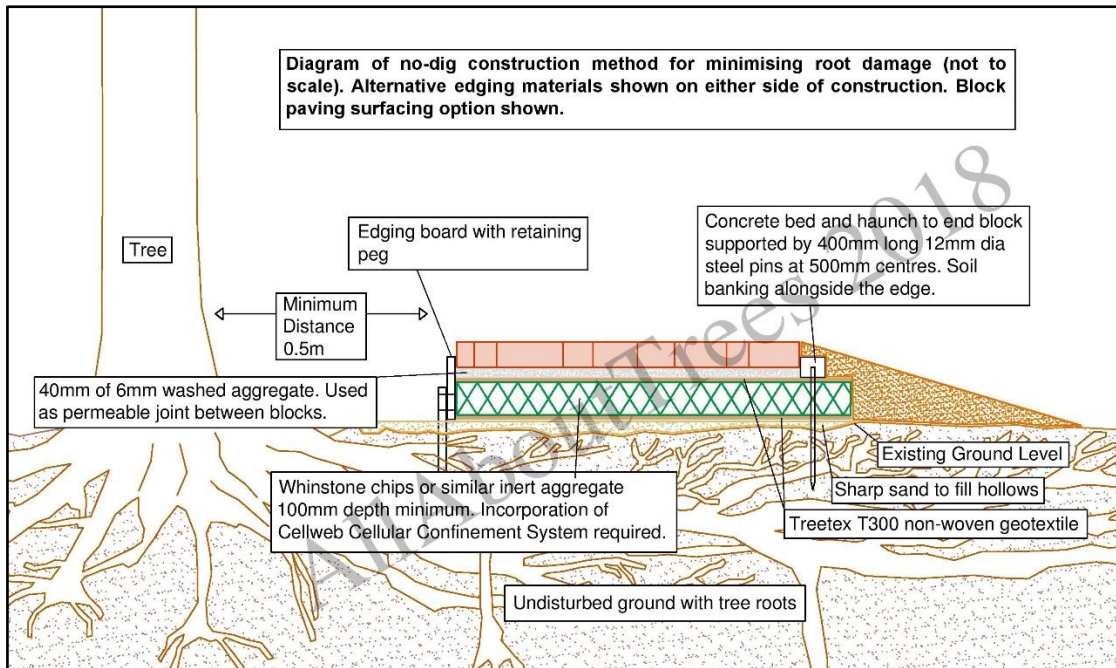 Diagram of no-dig construction method for minimising root damage (not to
scale). Alternative edging materials shown on either side of construction. Block
paving surfacing option shown.
Tree
Edging board with retaining
peg
Concrete bed and haunch to end block
supported by 400mm long 12mm dia
steel pins at 500mm centres. Soil
banking alongside the edge.
Minimum
Distance
0.5m
40mm of 6mm washed aggregate. Used
as permeable joint between blocks.
Existing Ground Level
Whinstone chips or similar inert aggregate
100mm depth minimum. Incorporation of
Cellweb Cellular Confinement System required.
Sharp sand to fill hollows
Treetex T300 non-woven geotextile
Undisturbed ground with tree roots
AllAboutTrees 2018